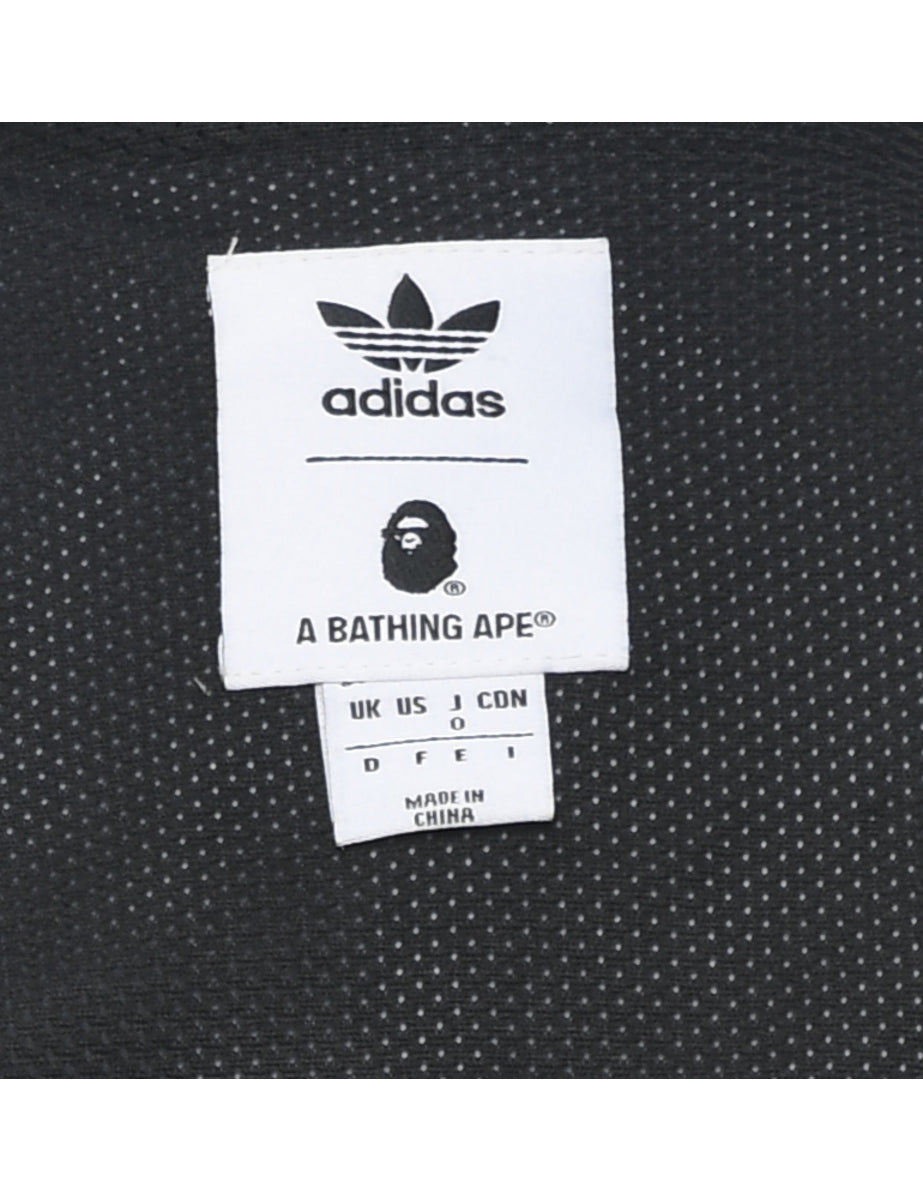 adidas
®
A BATHING APE®
UK US J CDN
O
D F E I
MADE IN
CHINA